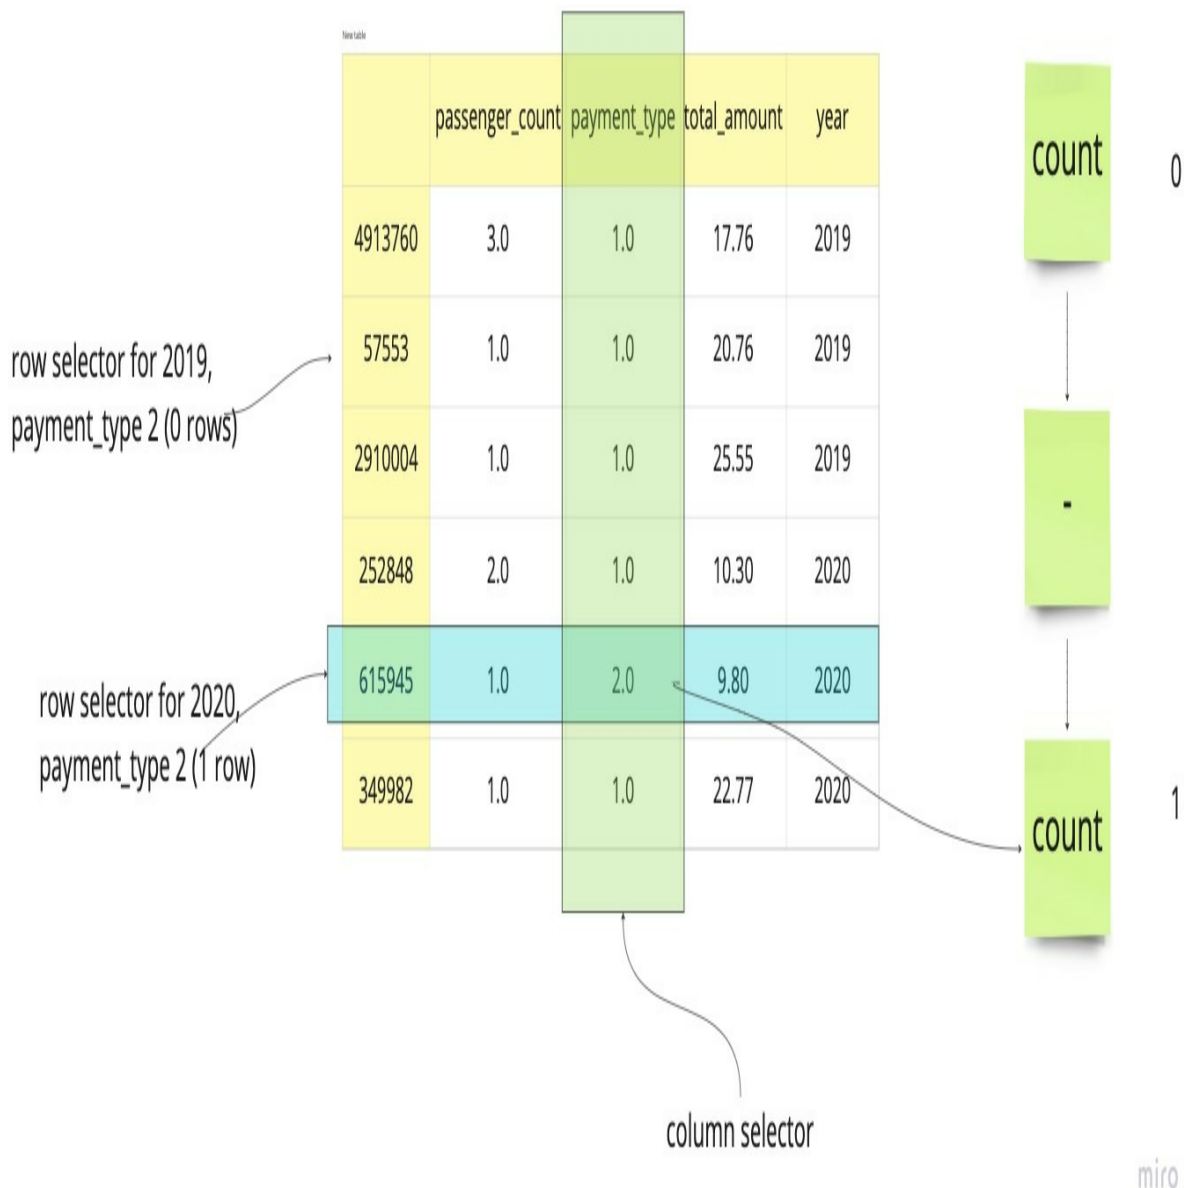 New table
passenger_count payment_type total_amount year
4913760 3.0 1.0 17.76 2019
57553 1.0 1.0 20.76 2019
2910004 1.0 1.0 25.55 2019
252848 2.0 1.0 10.30 2020
615945 1.0 2.0 9.80 2020
349982 1.0 1.0 22.77 2020
row selector for 2019,
payment_type 2 (0 rows)
row selector for 2020,
payment_type 2 (1 row)
column selector
count
0
-
count
1
miro